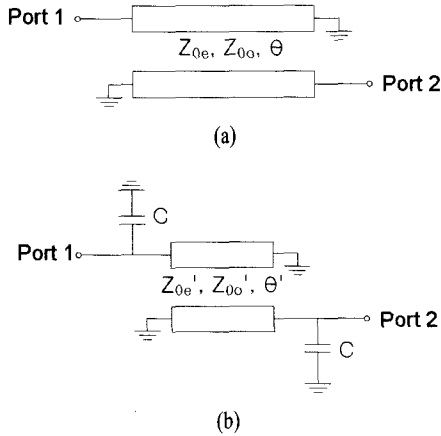 Port 1
Z0e, Z0o, θ
Port 2
(a)
C
Port 1
Z0e', Z0o', θ'
Port 2
C
(b)